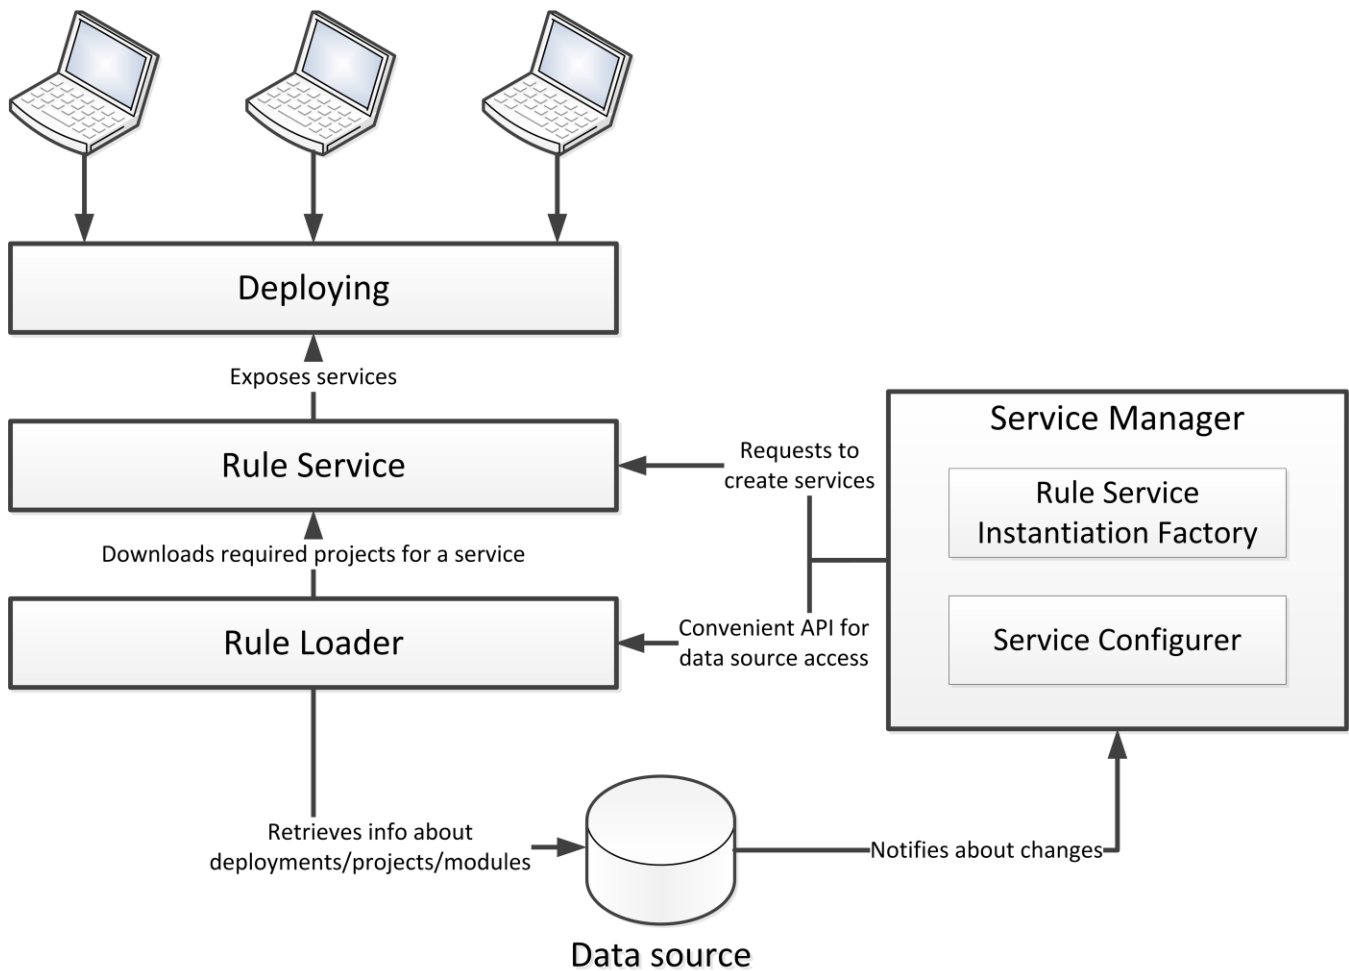 Deploying
Exposes services
Rule Service
Downloads required projects for a service
Rule Loader
Requests to
create services
Convenient API for
data source access
Service Manager
Rule Service
Instantiation Factory
Service Configurer
Retrieves info about
deployments/projects/modules
Notifies about changes
Data source